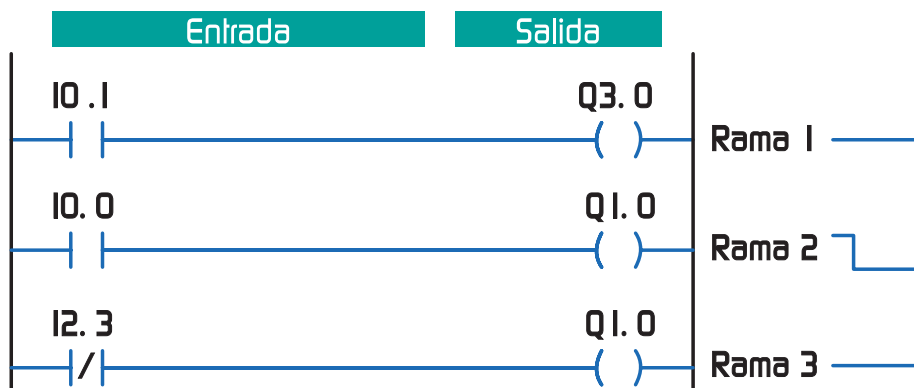 Entrada Salida
I0.1 Q3.0
Rama 1
I0.0 Q1.0
Rama 2
I2.3 Q1.0
/ Rama 3